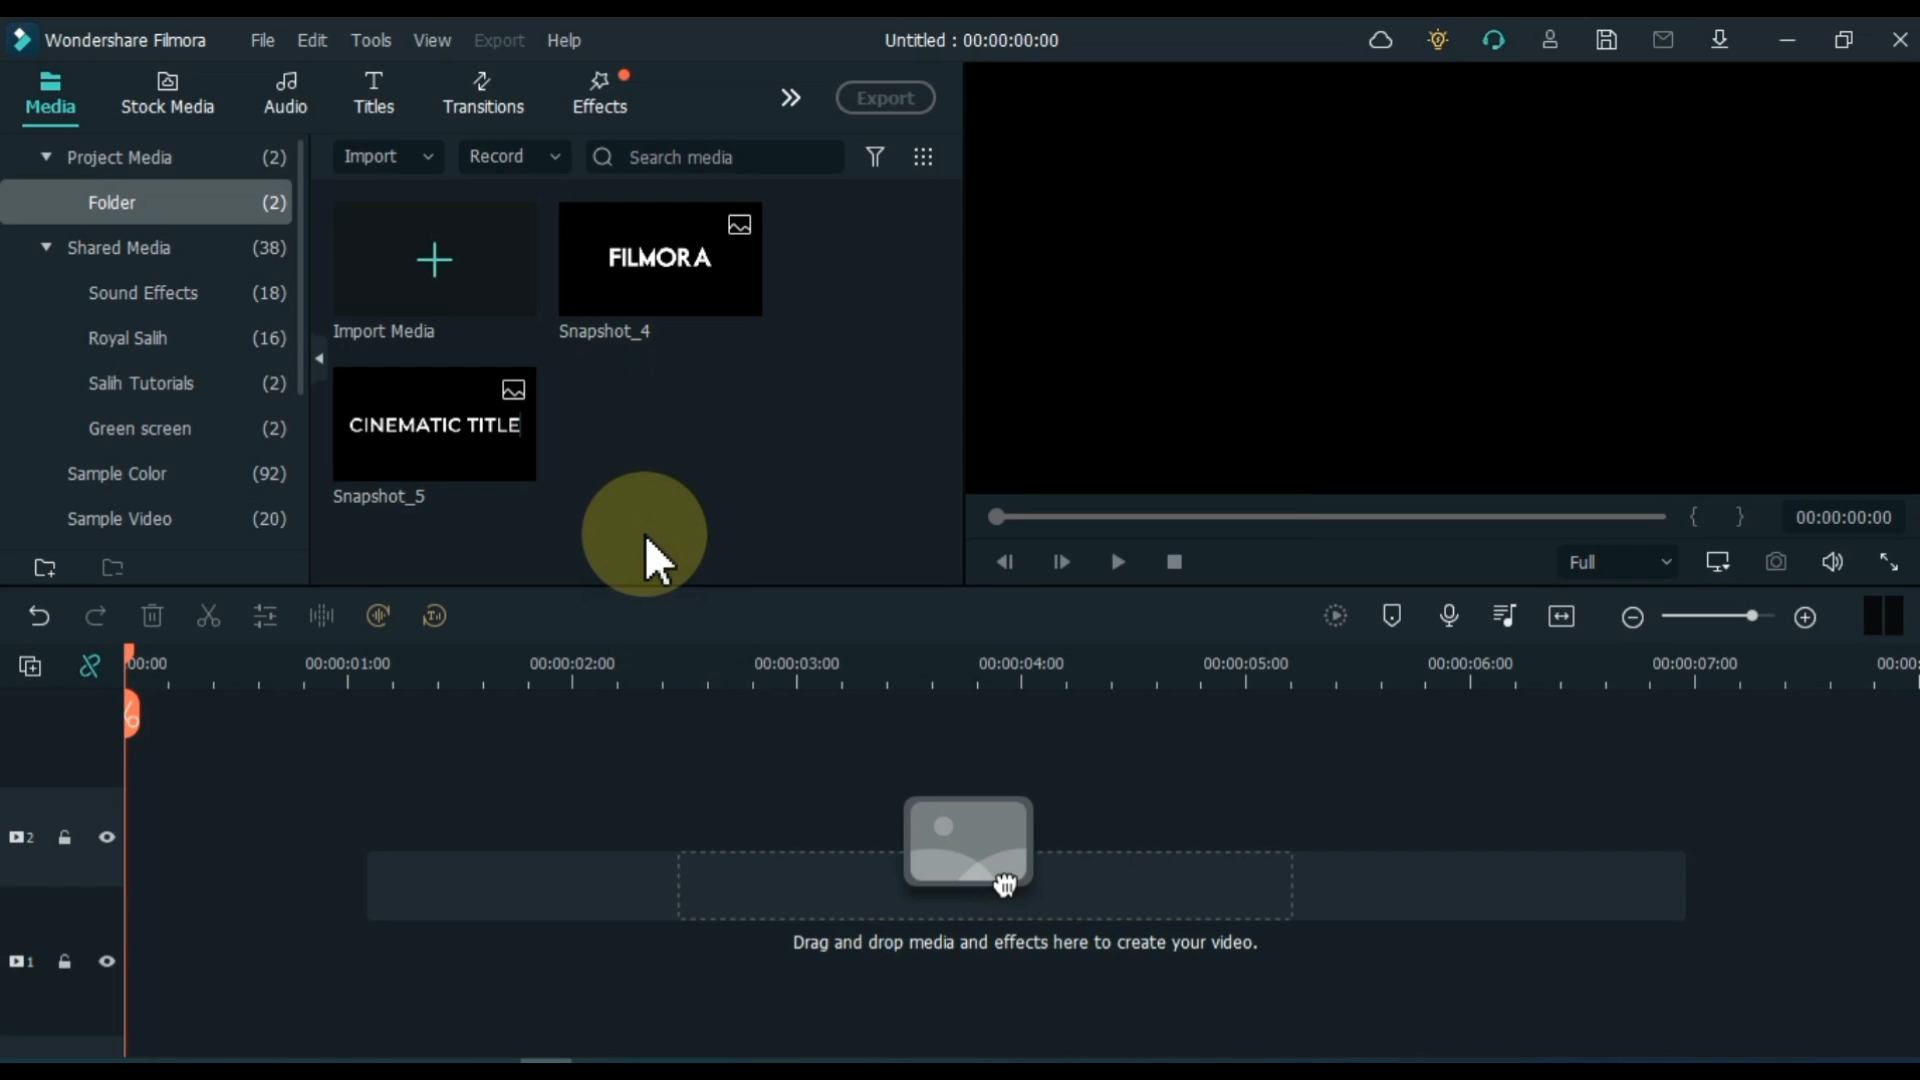 Wondershare Filmora File Edit Tools View Export Help Untitled : 00:00:00:00
Media Stock Media Audio Titles Transitions Effects Export
Project Media (2)
Folder (2)
Shared Media (38)
Sound Effects (18)
Royal Salih (16)
Salih Tutorials (2)
Green screen (2)
Sample Color (92)
Sample Video (20)
Import Record Search media
FILMORA
Import Media Snapshot_4
CINEMATIC TITLE
Snapshot_5
00:00:00:00
Full
00:00 00:00:01:00 00:00:02:00 00:00:03:00 00:00:04:00 00:00:05:00 00:00:06:00 00:00:07:00 00:00:
2
Drag and drop media and effects here to create your video.
1